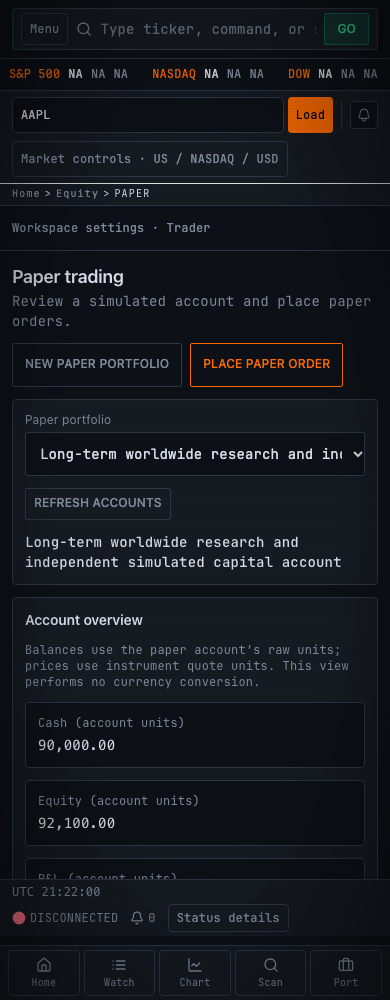 Menu Type ticker, command, or GO
S&P 500 NA NA NA NASDAQ NA NA NA DOW NA NA NA
AAPL Load
Market controls · US / NASDAQ / USD
Home > Equity > PAPER
Workspace settings · Trader
Paper trading
Review a simulated account and place paper
orders.
NEW PAPER PORTFOLIO PLACE PAPER ORDER
Paper portfolio
Long-term worldwide research and
REFRESH ACCOUNTS
Long-term worldwide research and
independent simulated capital account
Account overview
Balances use the paper account's raw units;
prices use instrument quote units. This view
performs no currency conversion.
Cash (account units)
90,000.00
Equity (account units)
92,100.00
P&L (account units)
UTC 21:22:00
DISCONNECTED 0 Status details
Home Watch Chart Scan Port